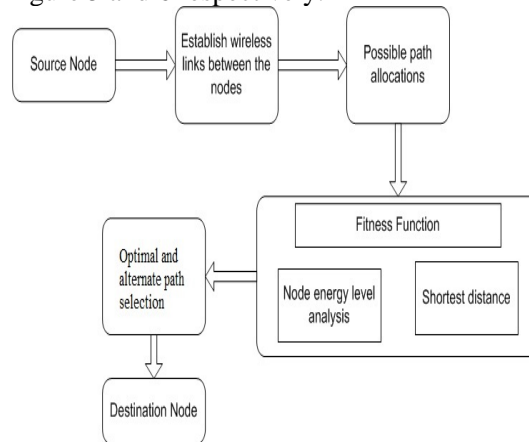 Source Node
Establish wireless
links between the
nodes
Possible path
allocations
Fitness Function
Node energy level
analysis
Shortest distance
Optimal and
alternate path
selection
Destination Node